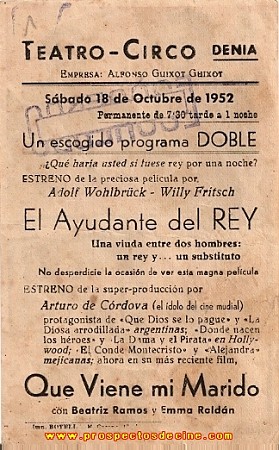 TEATRO-CIRCO DENIA
EMPRESA: ALFONSO GUIXOT GUIXOT
Sábado 18 de Octubre de 1952
Permanente de 7'30 tarde a 1 noche
Un escogido programa DOBLE
¿Qué haría usted si fuese rey por una noche?
ESTRENO de la preciosa película por
Adolf Wohlbrück - Willy Fritsch
El Ayudante del REY
Una viuda entre dos hombres:
un rey y... un substituto
No desperdicie la ocasión de ver esta magna película
ESTRENO de la super-producción por
Arturo de Córdova (el ídolo del cine mudial)
protagonista de «Que Dios se lo pague» y «La
Diosa arrodillada» argentinas; «Donde nacen
los héroes» y «La Dama y el Pirata» en Holly-
wood; «El Conde Montecristo» y «Alejandra»
mejicanas; ahora en su más reciente film,
Que Viene mi Marido
con Beatriz Ramos y Emma Roldán
Imp. BOTELL
www.prospectosdecine.com